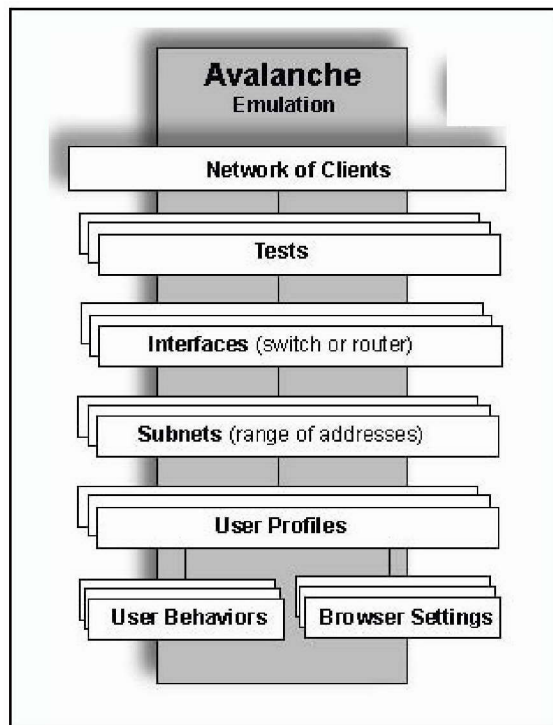 Avalanche
Emulation
Network of Clients
Tests
Interfaces (switch or router)
Subnets (range of addresses)
User Profiles
User Behaviors
Browser Settings